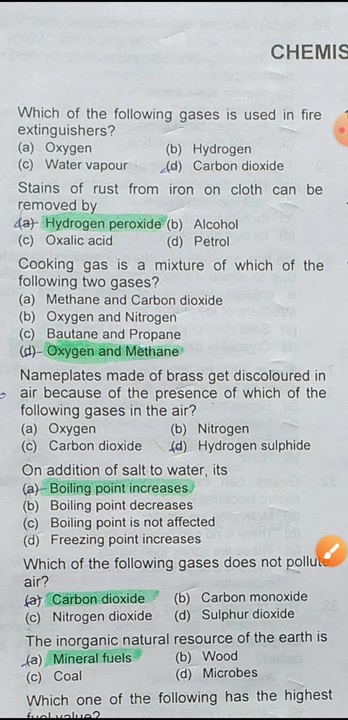 CHEMIS
Which of the following gases is used in fire
extinguishers?
(a) Oxygen (b) Hydrogen
(c) Water vapour (d) Carbon dioxide
Stains of rust from iron on cloth can be
removed by
(a) Hydrogen peroxide (b) Alcohol
(c) Oxalic acid (d) Petrol
Cooking gas is a mixture of which of the
following two gases?
(a) Methane and Carbon dioxide
(b) Oxygen and Nitrogen
(c) Bautane and Propane
(d) Oxygen and Methane
Nameplates made of brass get discoloured in
air because of the presence of which of the
following gases in the air?
(a) Oxygen (b) Nitrogen
(c) Carbon dioxide (d) Hydrogen sulphide
On addition of salt to water, its
(a) Boiling point increases
(b) Boiling point decreases
(c) Boiling point is not affected
(d) Freezing point increases
Which of the following gases does not pollute
air?
(a) Carbon dioxide (b) Carbon monoxide
(c) Nitrogen dioxide (d) Sulphur dioxide
The inorganic natural resource of the earth is
(a) Mineral fuels (b) Wood
(c) Coal (d) Microbes
Which one of the following has the highest
fuel value?